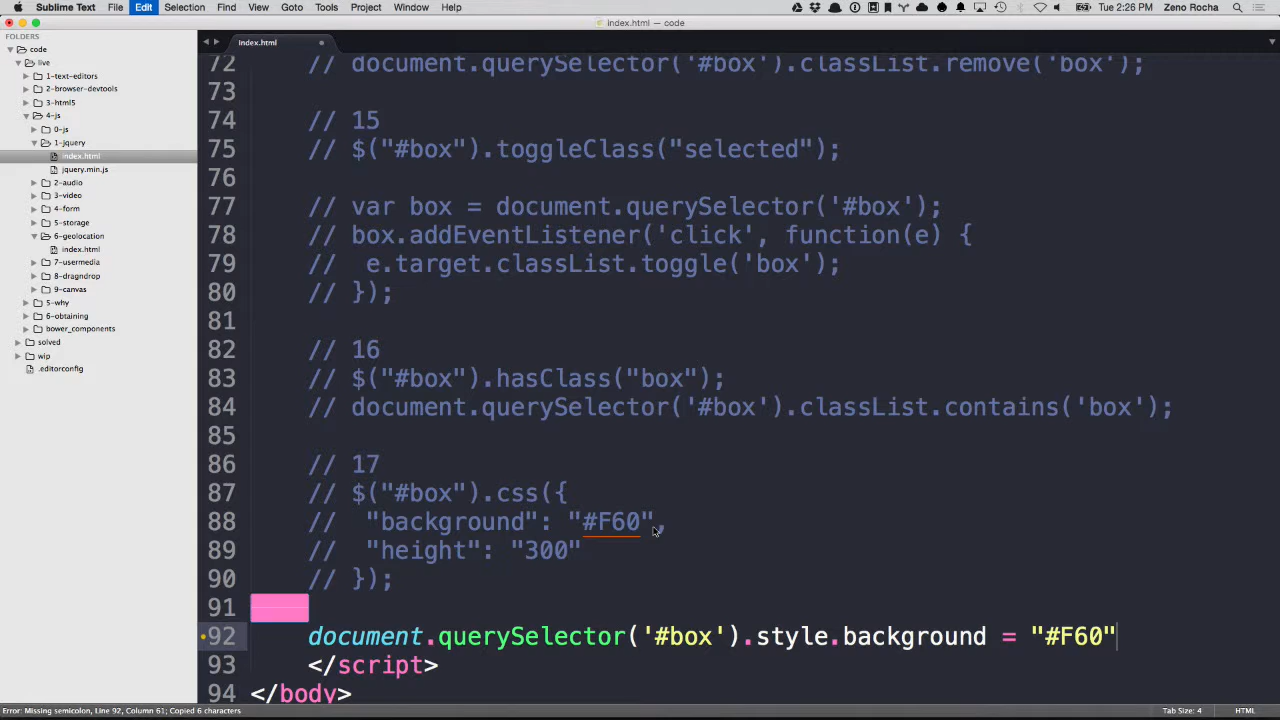 Sublime Text File Edit Selection Find View Goto Tools Project Window Help Tue 2:26 PM Zeno Rocha
index.html — code
FOLDERS
code
live
1-text-editors
2-browser-devtools
3-html5
4-js
0-js
1-jquery
index.html
jquery.min.js
2-audio
3-video
4-form
5-storage
6-geolocation
index.html
7-usermedia
8-dragndrop
9-canvas
5-why
6-obtaining
bower_components
solved
wip
.editorconfig
index.html
72 // document.querySelector('#box').classList.remove('box');
73
74 // 15
75 // $("#box").toggleClass("selected");
76
77 // var box = document.querySelector('#box');
78 // box.addEventListener('click', function(e) {
79 // e.target.classList.toggle('box');
80 // });
81
82 // 16
83 // $("#box").hasClass("box");
84 // document.querySelector('#box').classList.contains('box');
85
86 // 17
87 // $("#box").css({
88 // "background": "#F60",
89 // "height": "300"
90 // });
91
92 document.querySelector('#box').style.background = "#F60"
93 </script>
94 </body>
Error: Missing semicolon, Line 92, Column 61; Copied 6 characters Tab Size: 4 HTML